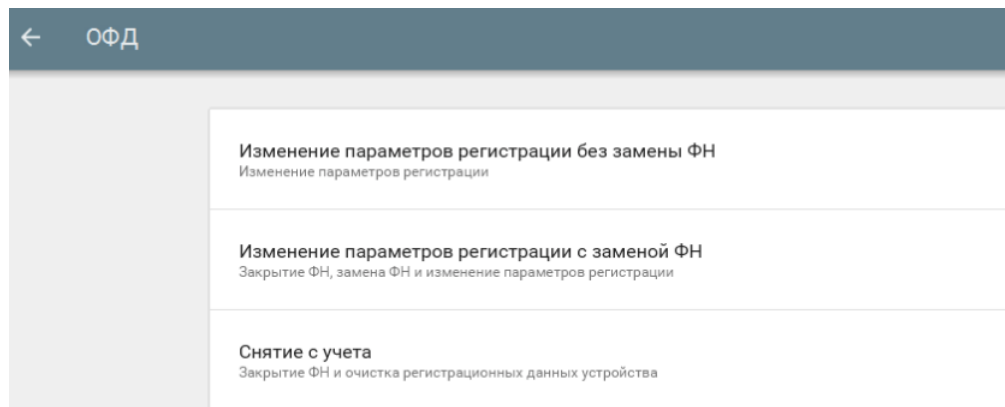 ОФД
Изменение параметров регистрации без замены ФН
Изменение параметров регистрации
Изменение параметров регистрации с заменой ФН
Закрытие ФН, замена ФН и изменение параметров регистрации
Снятие с учета
Закрытие ФН и очистка регистрационных данных устройства